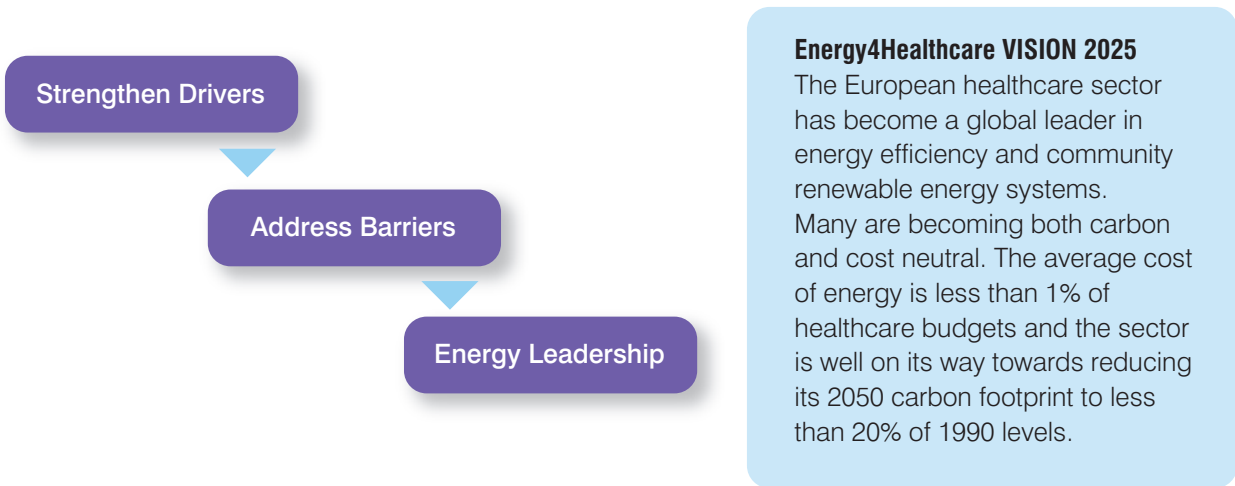 Strengthen Drivers
Address Barriers
Energy Leadership
Energy4Healthcare VISION 2025
The European healthcare sector
has become a global leader in
energy efficiency and community
renewable energy systems.
Many are becoming both carbon
and cost neutral. The average cost
of energy is less than 1% of
healthcare budgets and the sector
is well on its way towards reducing
its 2050 carbon footprint to less
than 20% of 1990 levels.